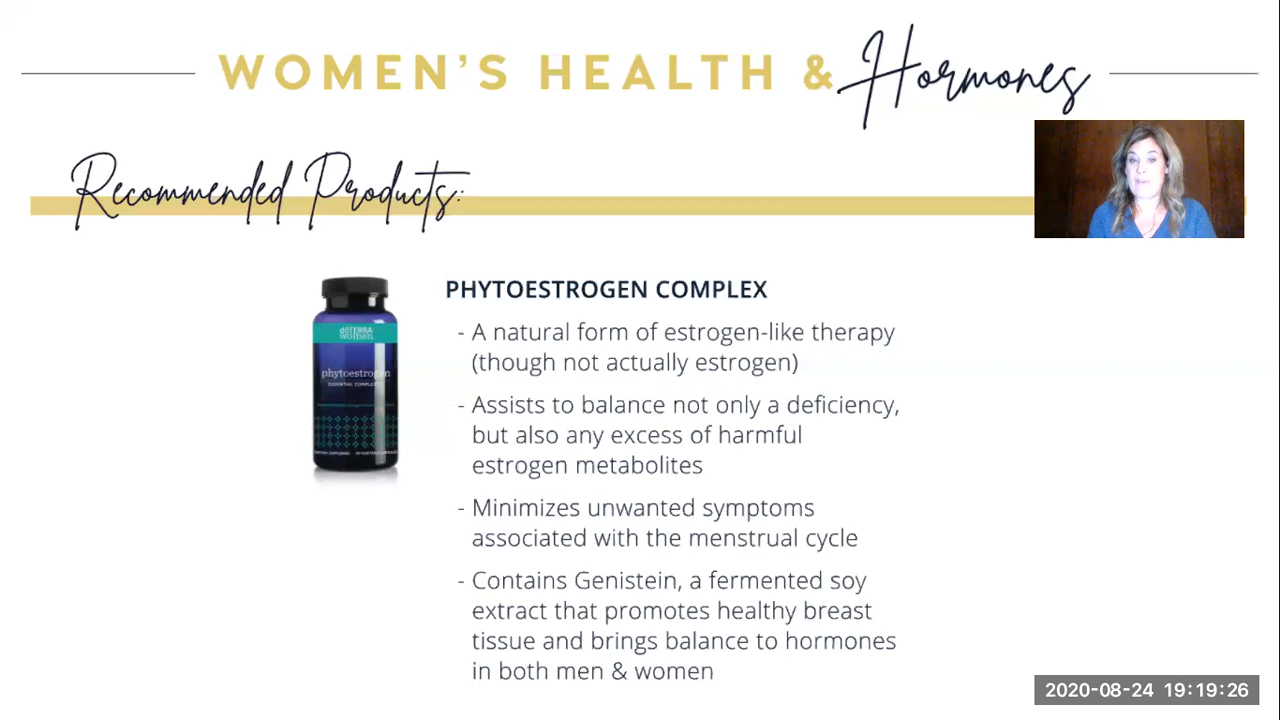 WOMEN'S HEALTH & Hormones
Recommended Products:
PHYTOESTROGEN COMPLEX
- A natural form of estrogen-like therapy
(though not actually estrogen)
- Assists to balance not only a deficiency,
but also any excess of harmful
estrogen metabolites
- Minimizes unwanted symptoms
associated with the menstrual cycle
- Contains Genistein, a fermented soy
extract that promotes healthy breast
tissue and brings balance to hormones
in both men & women
dōTERRA
women
phytoestrogen
ESSENTIAL COMPLEX
2020-08-24 19:19:26